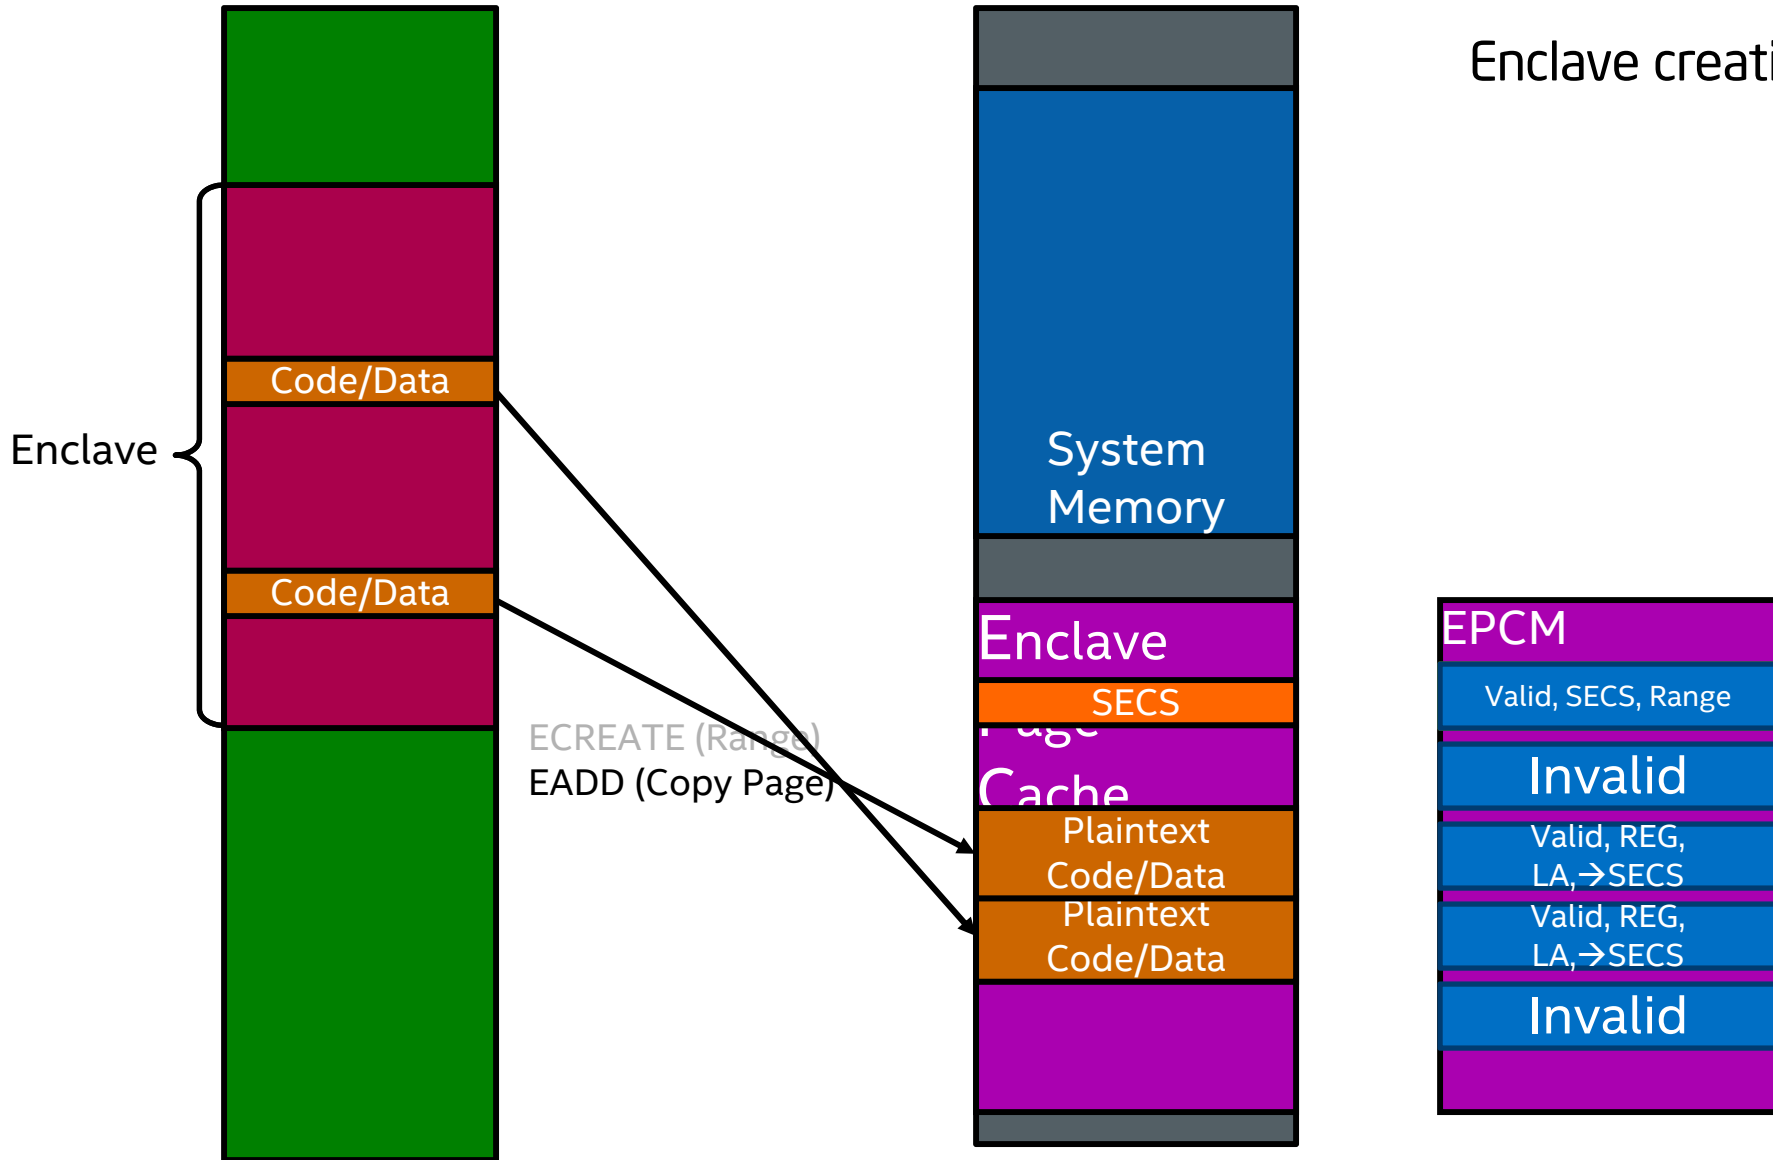 Enclave creati
Code/Data
Enclave
Code/Data
ECREATE (Range)
EADD (Copy Page)
System
Memory
Enclave
SECS
Page
Cache
Plaintext
Code/Data
Plaintext
Code/Data
EPCM
Valid, SECS, Range
Invalid
Valid, REG,
LA,→SECS
Valid, REG,
LA,→SECS
Invalid